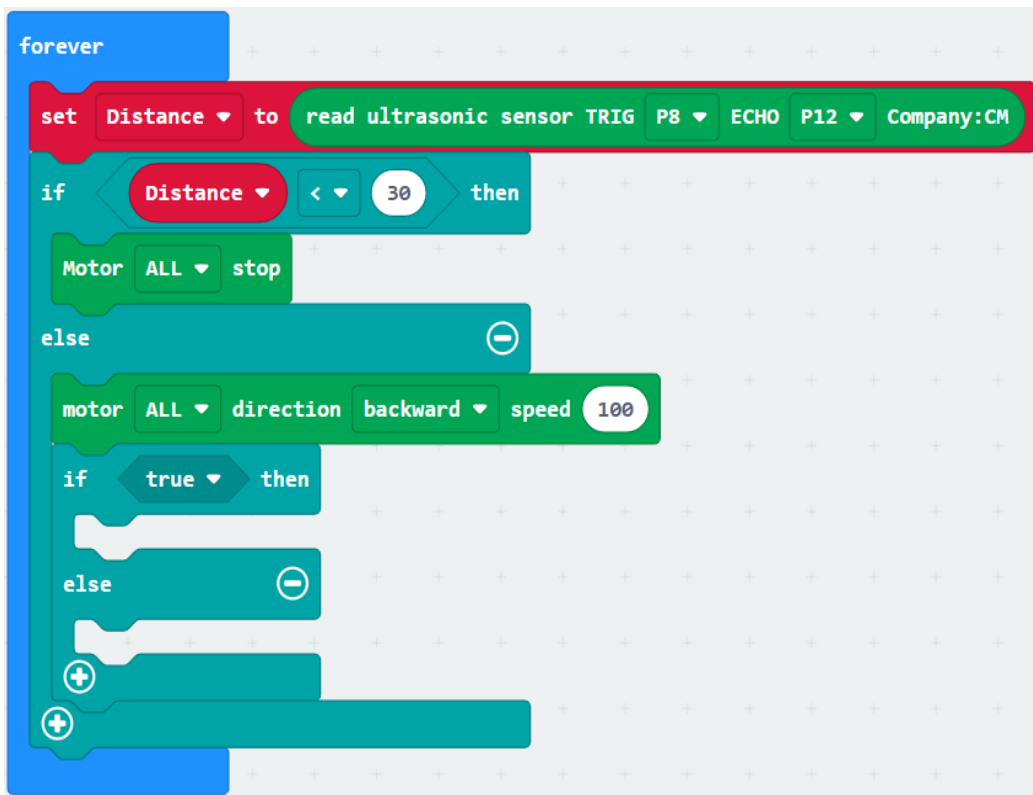 forever
set Distance to read ultrasonic sensor TRIG P8 ECHO P12 Company:CM
if Distance < 30 then
Motor ALL stop
else
motor ALL direction backward speed 100
if true then
else